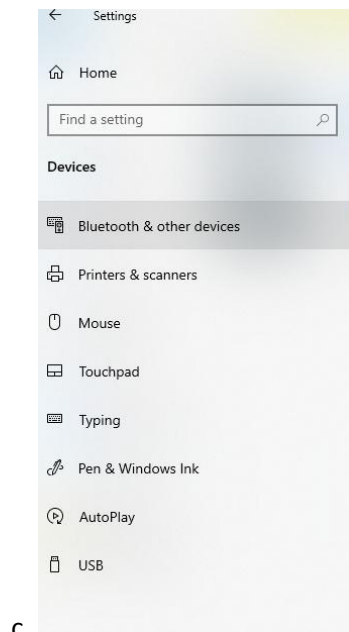 Settings
Home
Find a setting
Devices
Bluetooth & other devices
Printers & scanners
Mouse
Touchpad
Typing
Pen & Windows Ink
AutoPlay
USB